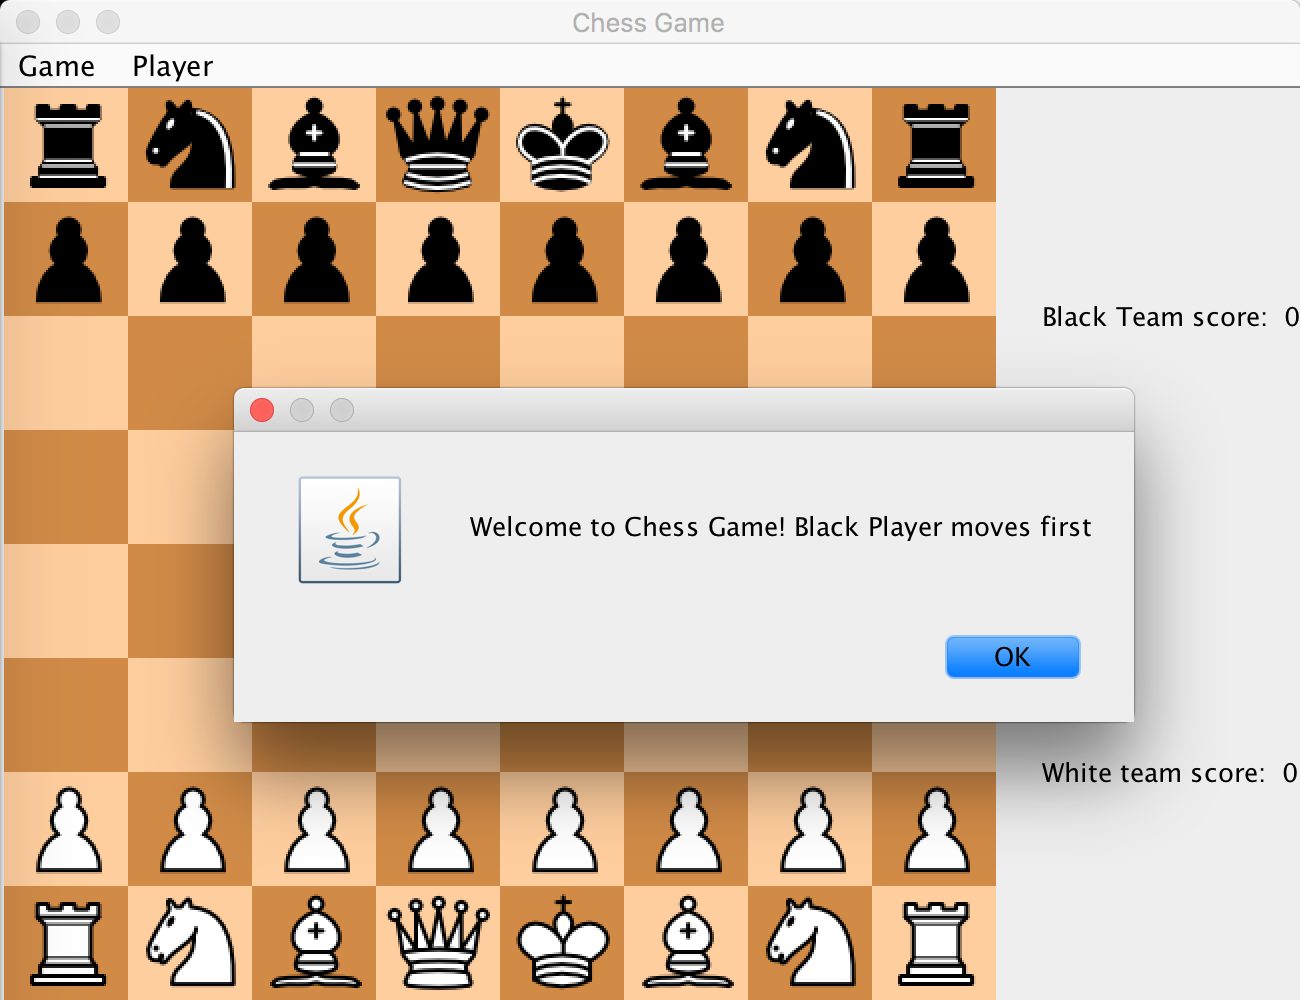 Chess Game
Game Player
Black Team score: 0
Welcome to Chess Game! Black Player moves first
OK
White team score: 0